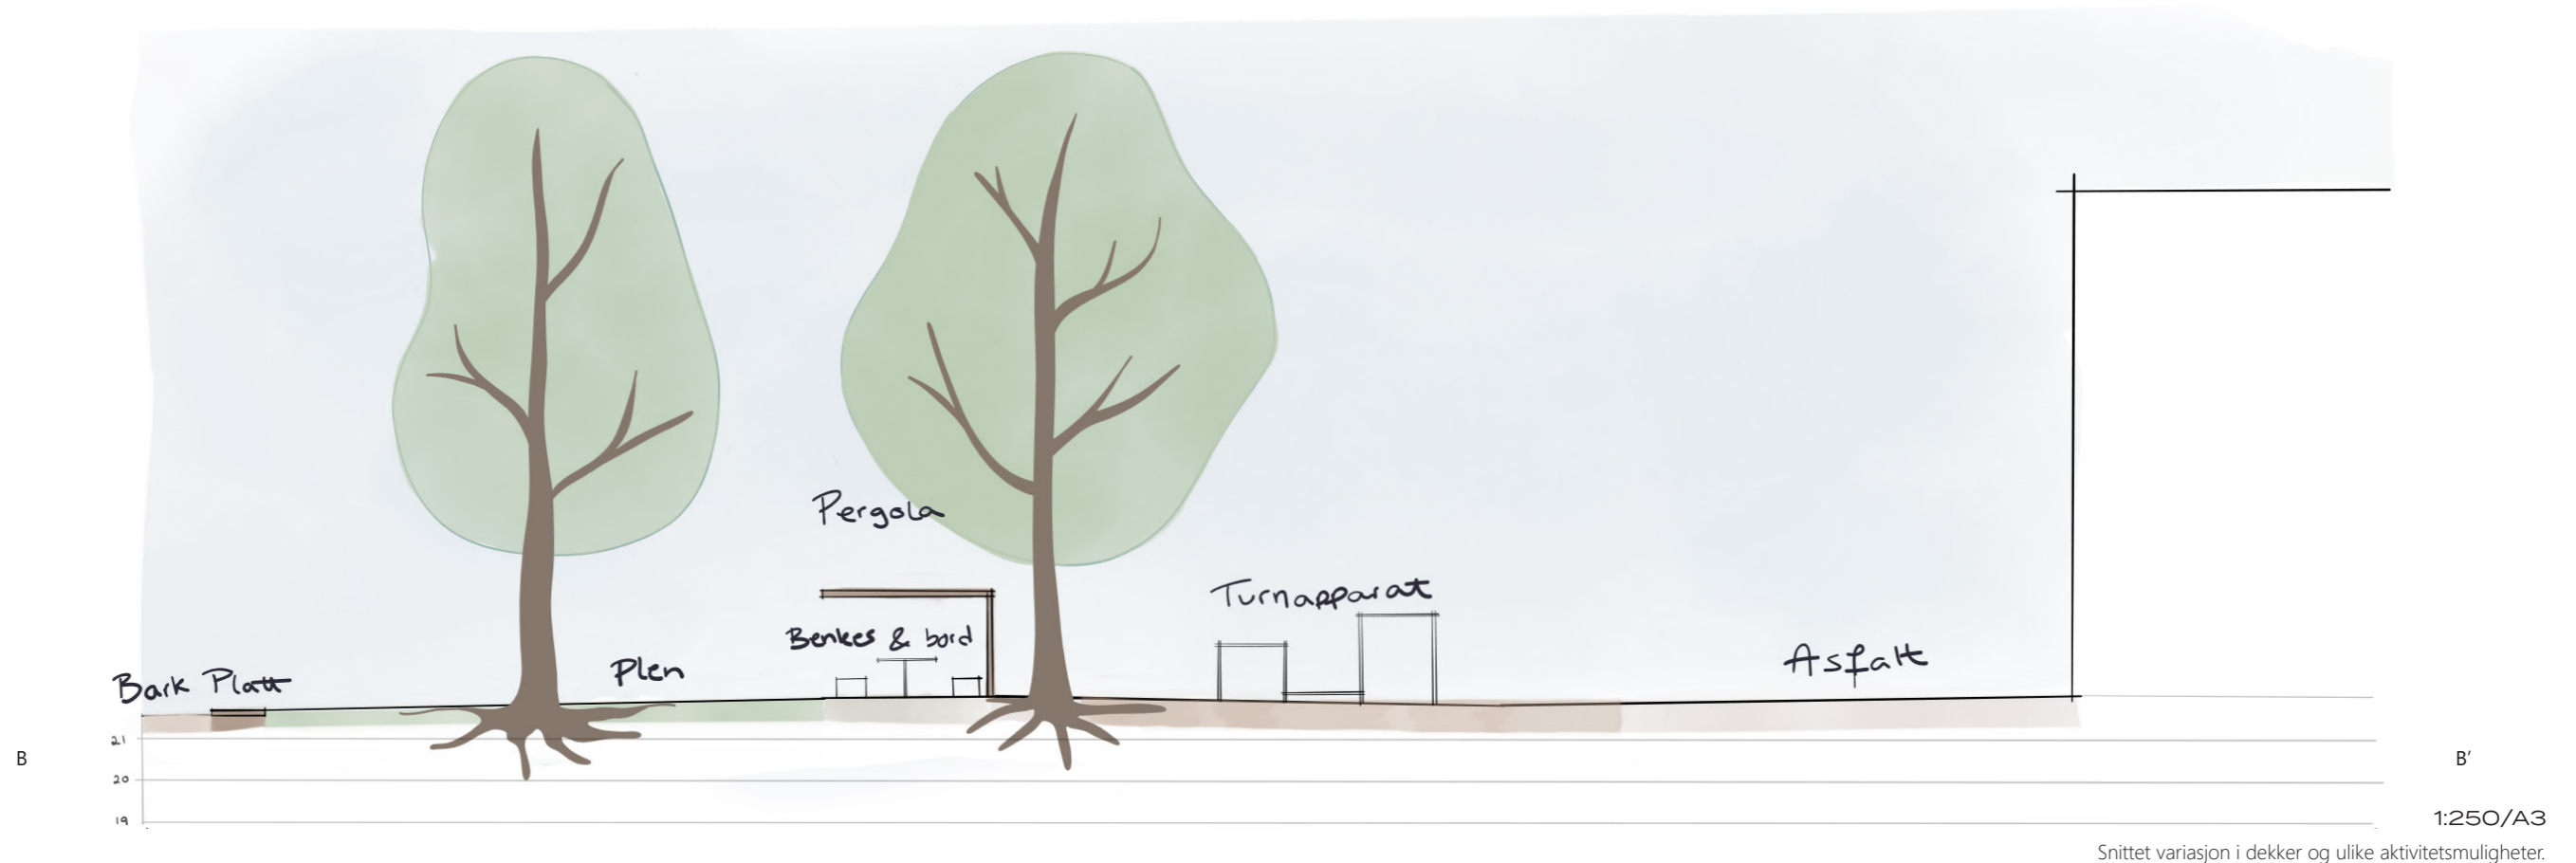 Pergola
Turnapparat
Benkes & bord
Asfalt
Plen
Bark Platt
21
B
B'
20
19
1:250/A3
Snittet variasjon i dekker og ulike aktivitetsmuligheter.